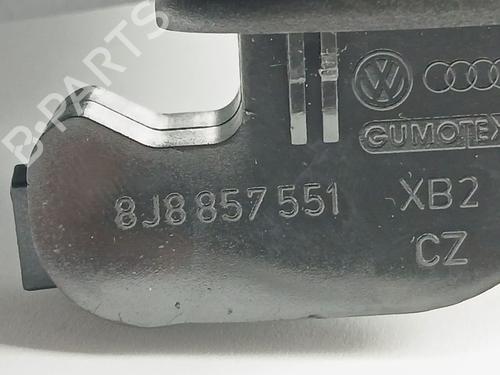 B-PARTS
GUMOTEX
8J8 857 551 XB2
CZ